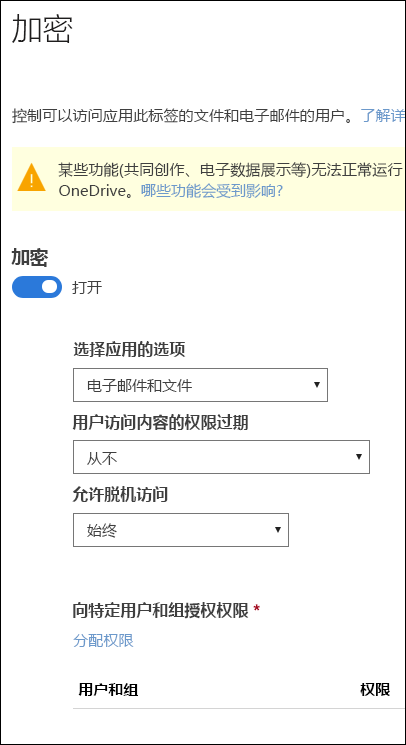 加密
控制可以访问应用此标签的文件和电子邮件的用户。了解详
某些功能(共同创作、电子数据展示等)无法正常运行
OneDrive。哪些功能会受到影响?
加密
打开
选择应用的选项
电子邮件和文件
用户访问内容的权限过期
从不
允许脱机访问
始终
向特定用户和组授权权限 *
分配权限
用户和组 权限